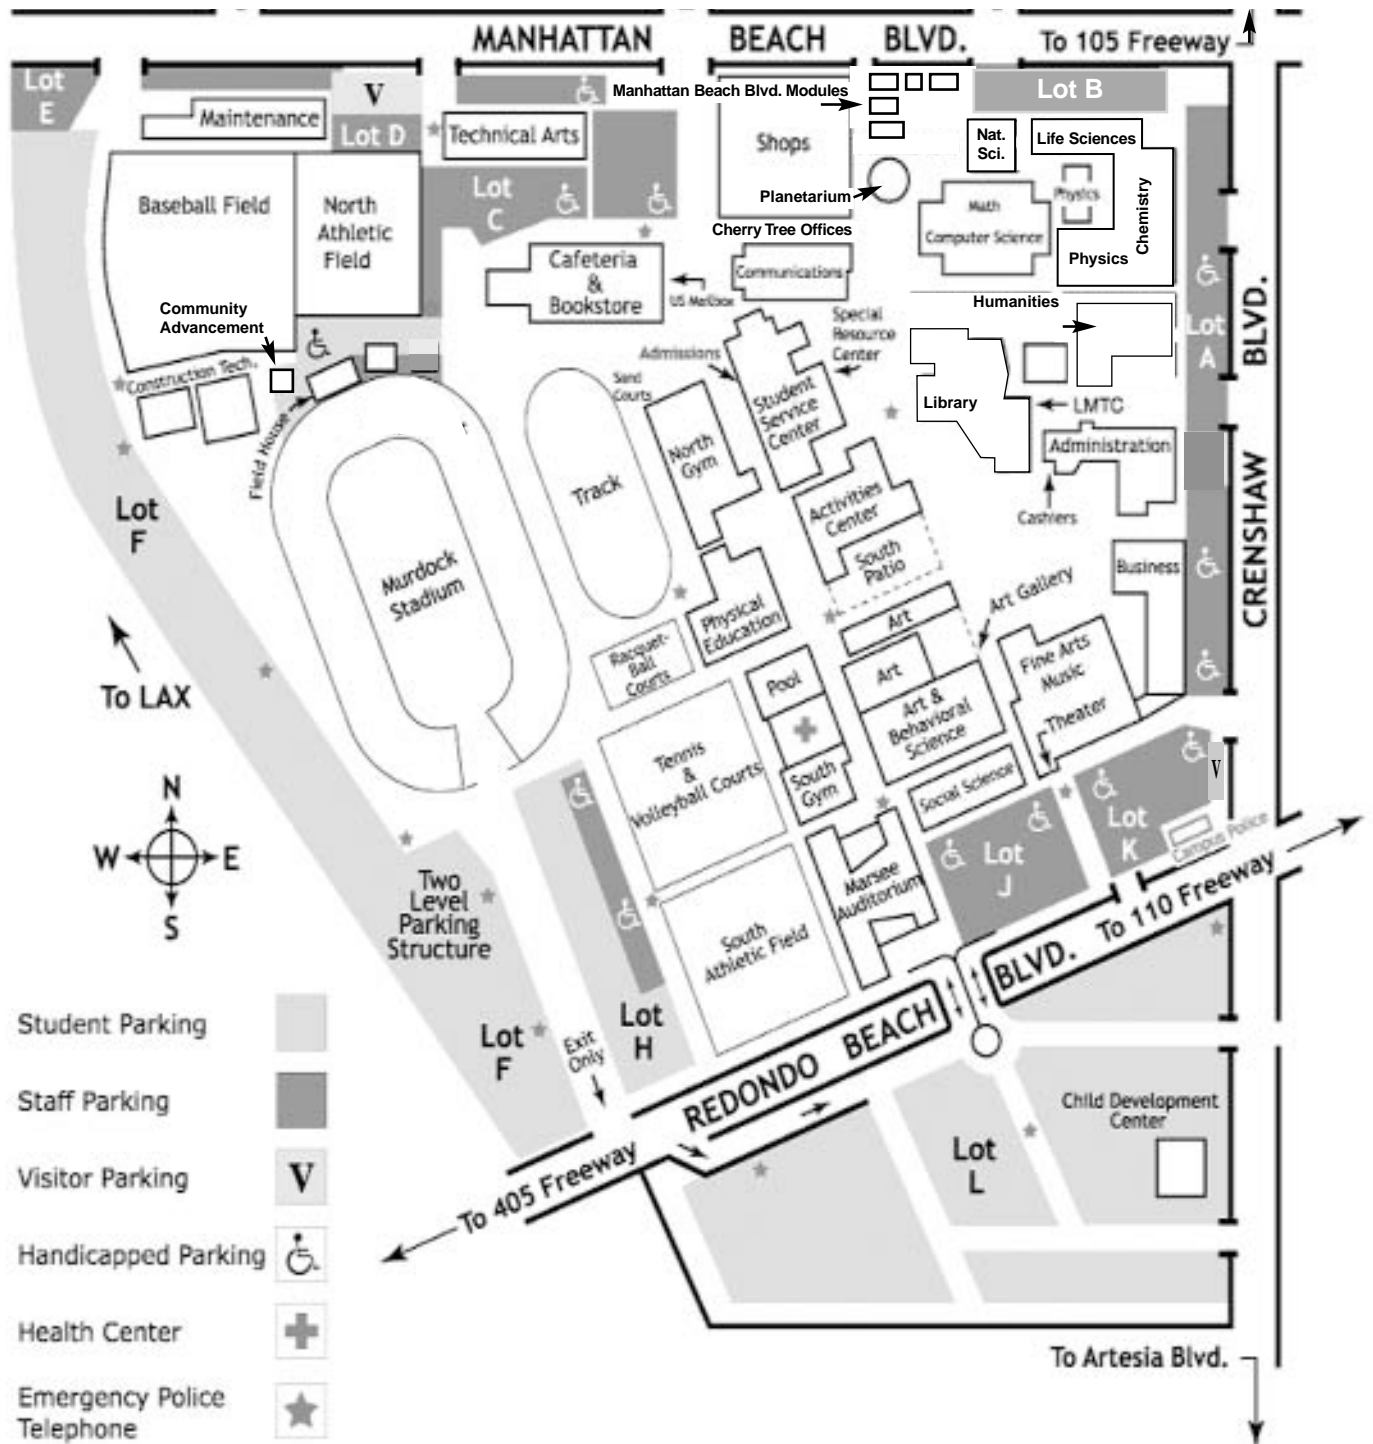 MANHATTAN BEACH BLVD.
To 105 Freeway
Lot
E
V
Maintenance
Lot D
Technical Arts
Manhattan Beach Blvd. Modules
Lot B
Shops
Nat.
Sci.
Life Sciences
Planetarium
Physics
Chemistry
Math
Computer Science
Physics
Baseball Field
North
Athletic
Field
Lot
C
Cherry Tree Offices
Cafeteria
&
Bookstore
US Mailbox
Communications
Humanities
Community
Advancement
Construction Tech.
Field House
Admissions
Special
Resource
Center
Student
Service
Center
Sand
Courts
Library
LMTC
Lot
A
BLVD.
CRENSHAW
Administration
Cashiers
North
Gym
Track
Activities
Center
South
Patio
Business
Lot
F
Murdock
Stadium
Physical
Education
Art
Art Gallery
Racquet-
Ball
Courts
Pool
Art
Art &
Behavioral
Science
Fine Arts
Music
Theater
To LAX
Tennis
&
Volleyball Courts
South
Gym
Social Science
V
N
W E
S
Lot
K
Campus Police
Lot
J
Marsee
Auditorium
Two
Level
Parking
Structure
South
Athletic Field
To 110 Freeway
REDONDO BEACH BLVD.
Lot
F
Exit
Only
Lot
H
To 405 Freeway
Child Development
Center
Lot
L
Student Parking
Staff Parking
Visitor Parking V
Handicapped Parking
Health Center
Emergency Police
Telephone
To Artesia Blvd.